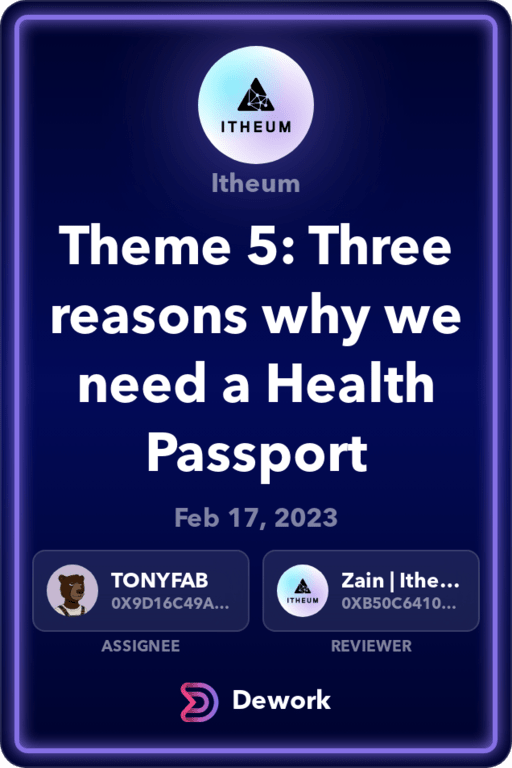 ITHEUM
Itheum
Theme 5: Three
reasons why we
need a Health
Passport
Feb 17, 2023
TONYFAB
0X9D16C49A...
Zain | Ithe...
0XB50C6410...
ITHEUM
ASSIGNEE
REVIEWER
Dework